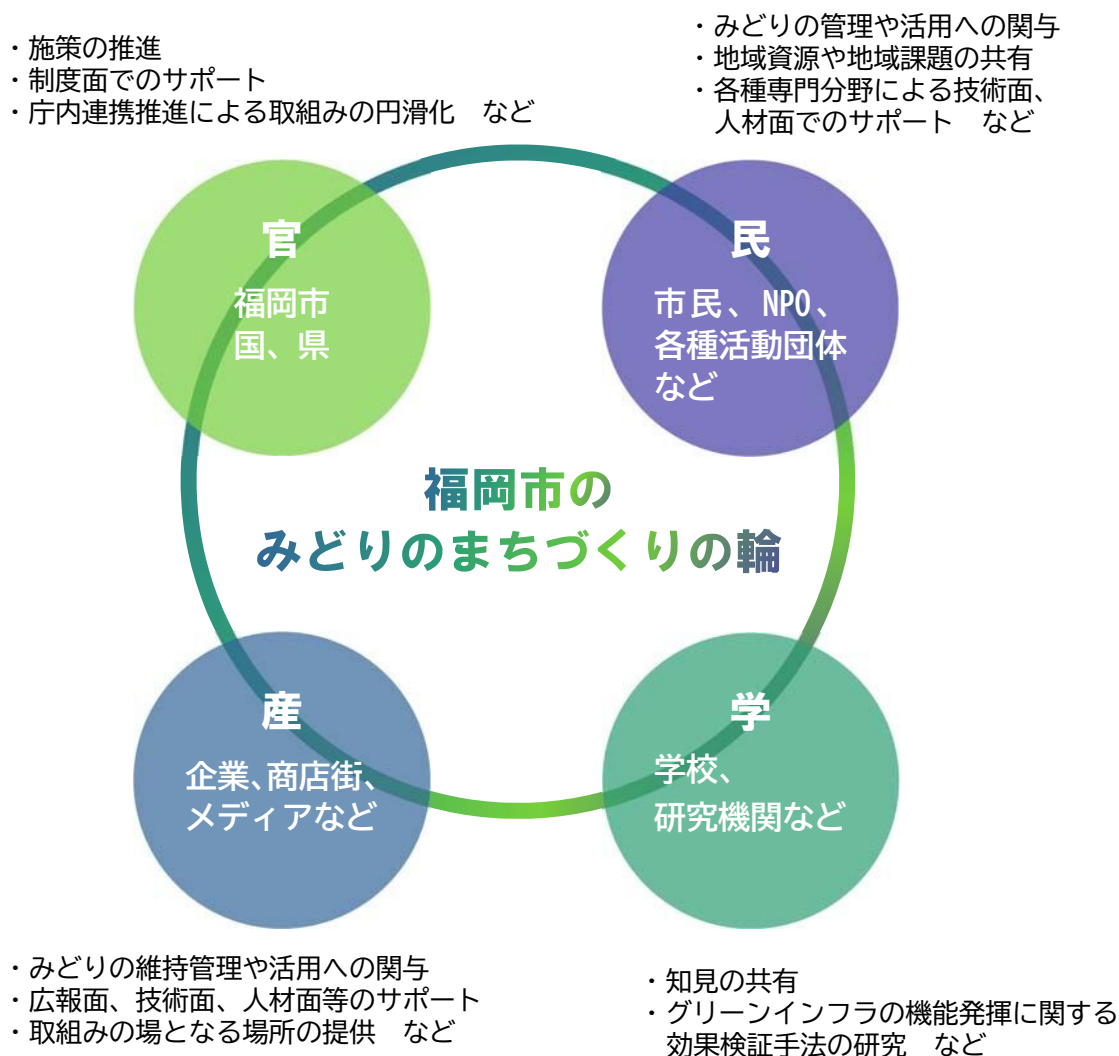 ・施策の推進
・制度面でのサポート
・庁内連携推進による取組みの円滑化　など
・みどりの管理や活用への関与
・地域資源や地域課題の共有
・各種専門分野による技術面、
人材面でのサポート　など
官
福岡市
国、県
民
市民、NPO、
各種活動団体
など
福岡市の
みどりのまちづくりの輪
産
企業、商店街、
メディアなど
学
学校、
研究機関など
・みどりの維持管理や活用への関与
・広報面、技術面、人材面等のサポート
・取組みの場となる場所の提供　など
・知見の共有
・グリーンインフラの機能発揮に関する
効果検証手法の研究　など